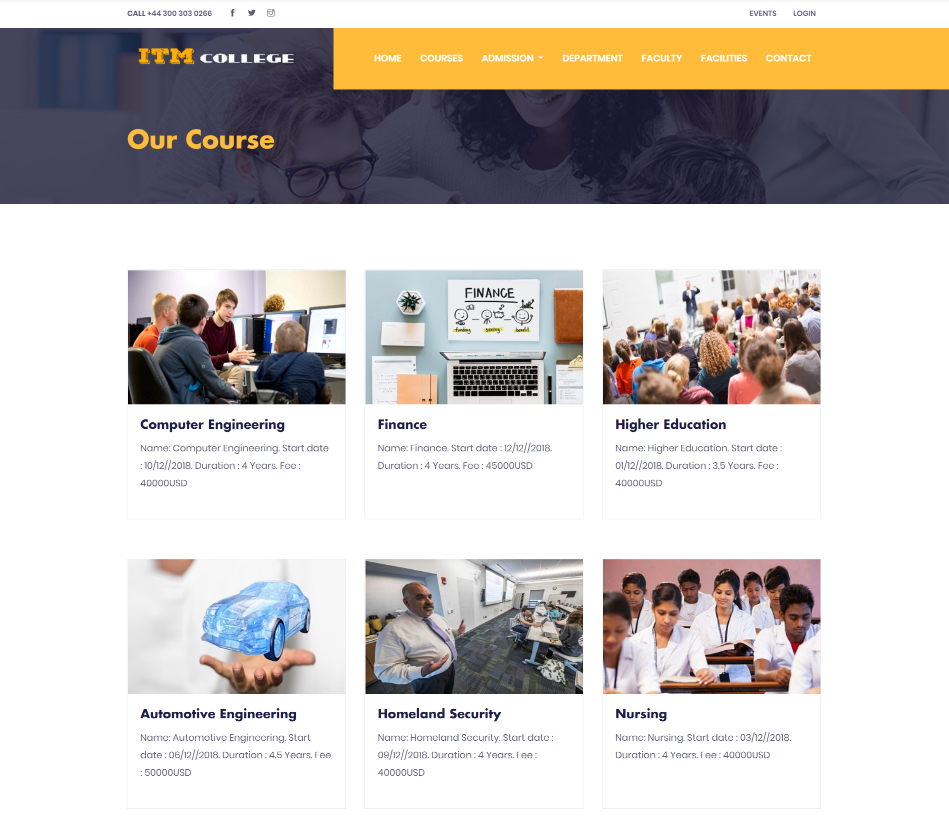 CALL +44 300 303 0266
EVENTS LOGIN
ITM COLLEGE
HOME COURSES ADMISSION DEPARTMENT FACULTY FACILITIES CONTACT
Our Course
FINANCE
Computer Engineering
Name: Computer Engineering. Start date
: 10/12//2018. Duration : 4 Years. Fee :
40000USD
Finance
Name: Finance. Start date : 12/12//2018.
Duration : 4 Years. Fee : 45000USD
Higher Education
Name: Higher Education. Start date :
01/12//2018. Duration : 3.5 Years. Fee :
40000USD
Automotive Engineering
Name: Automotive Engineering. Start
date : 06/12//2018. Duration : 4.5 Years. Fee
: 50000USD
Homeland Security
Name: Homeland Security. Start date :
09/12//2018. Duration : 4 Years. Fee :
40000USD
Nursing
Name: Nursing. Start date : 03/12//2018.
Duration : 4 Years. Fee : 40000USD